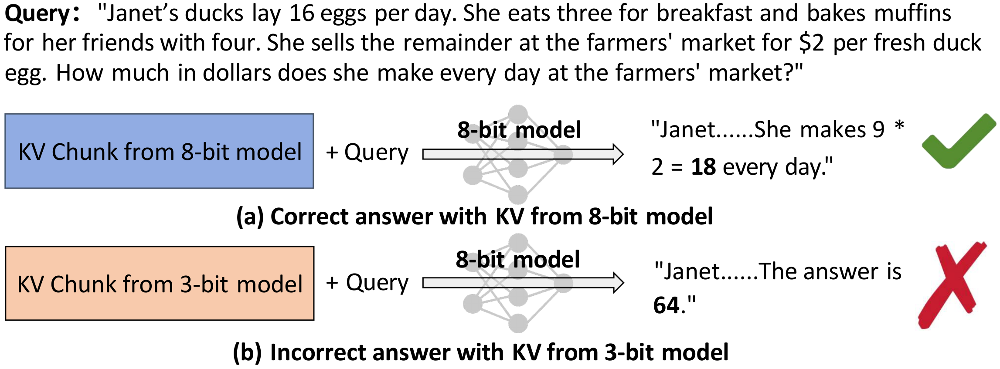 Query： "Janet’s ducks lay 16 eggs per day. She eats three for breakfast and bakes muffins
for her friends with four. She sells the remainder at the farmers' market for $2 per fresh duck
egg. How much in dollars does she make every day at the farmers' market?"
KV Chunk from 8-bit model
+ Query
8-bit model
"Janet......She makes 9 *
2 = 18 every day."
(a) Correct answer with KV from 8-bit model
KV Chunk from 3-bit model
+ Query
8-bit model
"Janet......The answer is
64."
(b) Incorrect answer with KV from 3-bit model